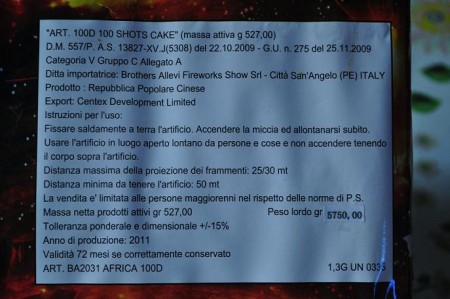 "ART. 100D 100 SHOTS CAKE" (massa attiva g 527,00)
D.M. 557/P. A.S. 13827-XV.J(5308) del 22.10.2009 - G.U. n. 275 del 25.11.2009
Categoria V Gruppo C Allegato A
Ditta importatrice: Brothers Allevi Fireworks Show Srl - Città San'Angelo (PE) ITALY
Prodotto : Repubblica Popolare Cinese
Export: Centex Development Limited
Istruzioni per l'uso:
Fissare saldamente a terra l'artificio. Accendere la miccia ed allontanarsi subito.
Usare l'artificio in luogo aperto lontano da persone e cose e non accendere tenendo
il corpo sopra l'artificio.
Distanza massima della proiezione dei frammenti: 25/30 mt
Distanza minima da tenere l'artificio: 50 mt
La vendita e' limitata alle persone maggiorenni nel rispetto delle norme di P.S.
Massa netta prodotti attivi gr 527,00 Peso lordo gr 5750,00
Tolleranza ponderale e dimensionale +/-15%
Anno di produzione: 2011
Validità 72 mesi se correttamente conservato
ART. BA2031 AFRICA 100D 1,3G UN 0335